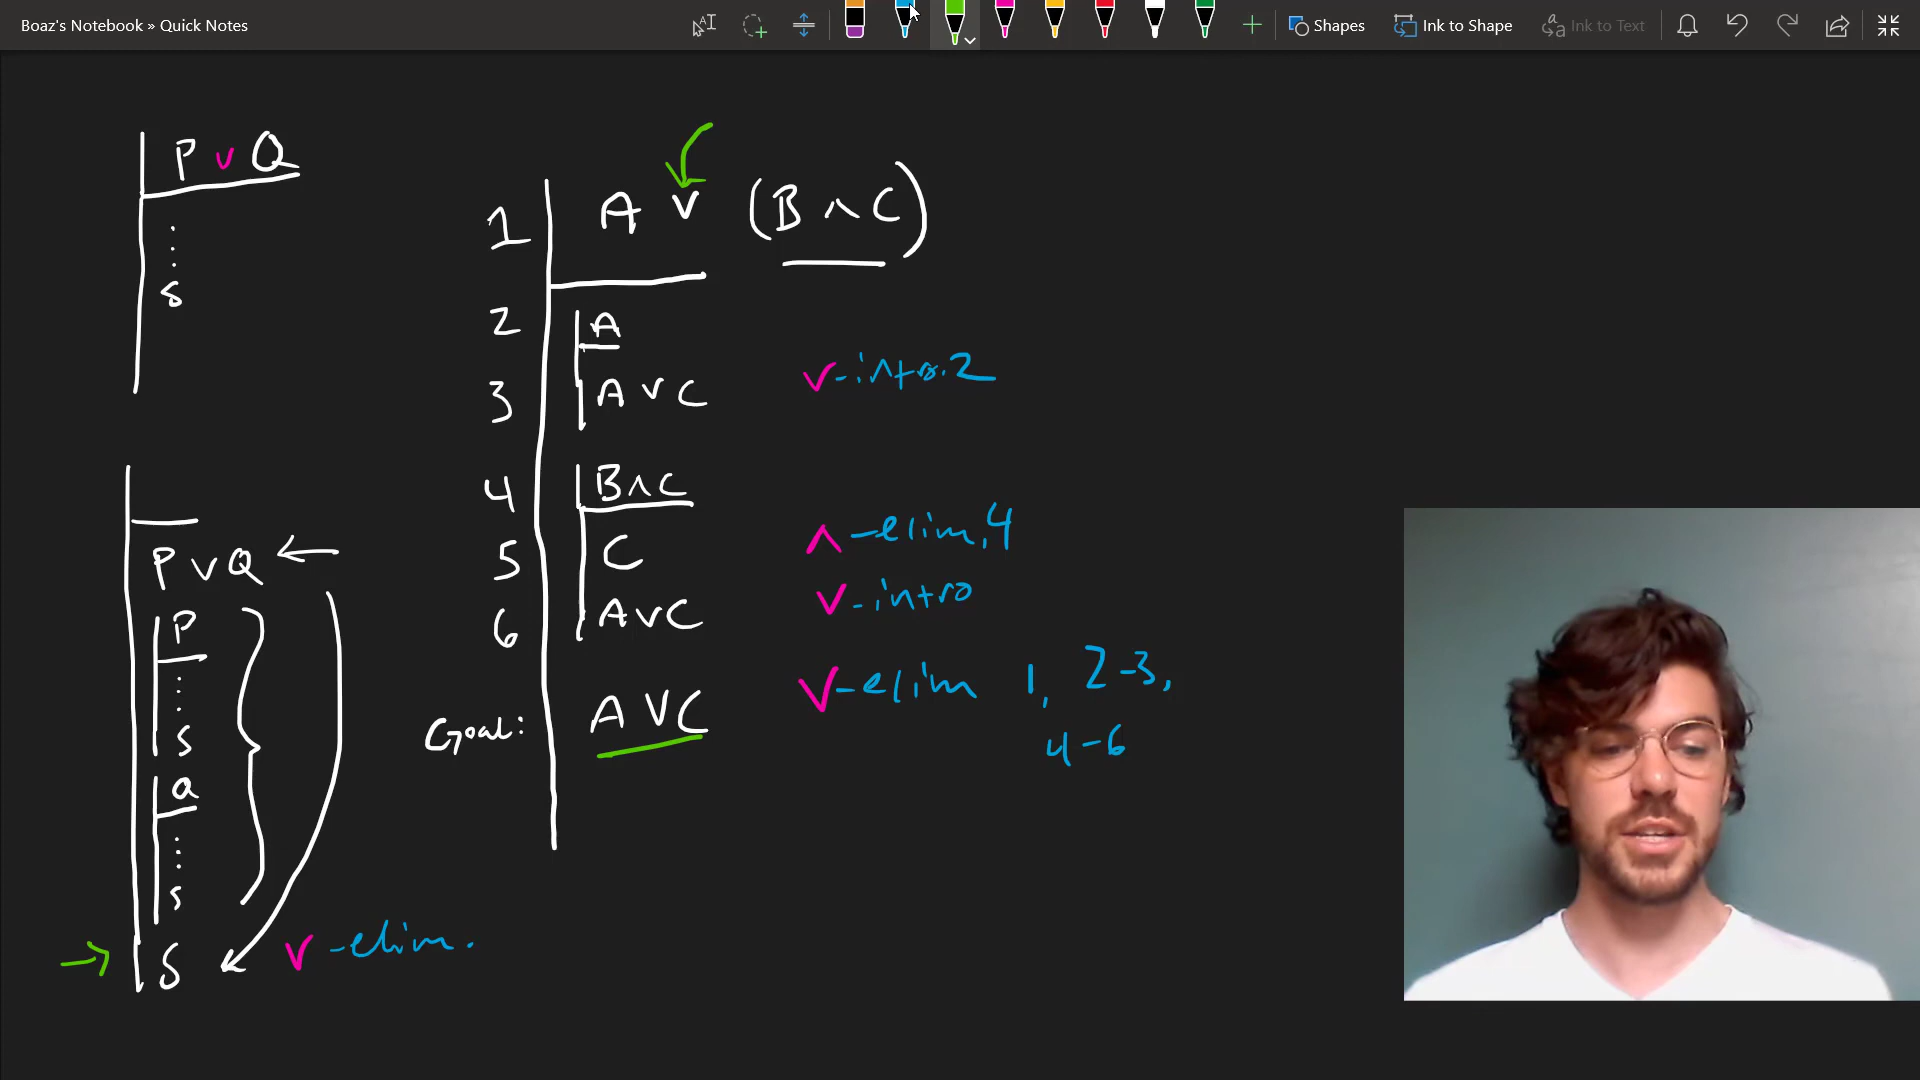 Boaz's Notebook » Quick Notes
Shapes
Ink to Shape
Ink to Text
P v Q
S
P v Q
P
S
Q
S
S v-elim.
1 A v (B ∧ C)
2 A
3 A v C v-intro. 2
4 B ∧ C
5 C ∧-elim, 4
6 A v C v-intro
Goal: A v C v-elim 1, 2-3,
4-6